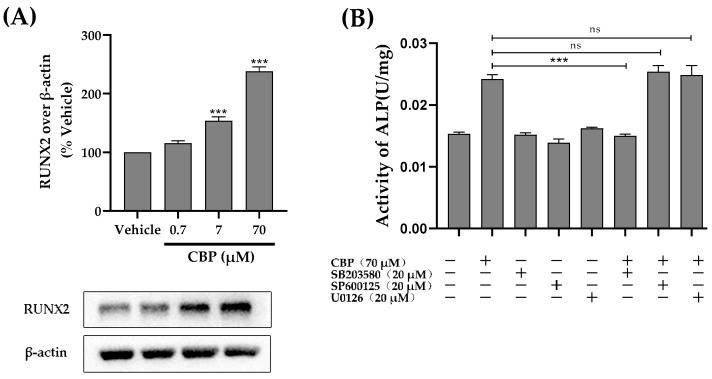 (A)
RUNX2 over β-actin
(% Vehicle)
300
200
100
0
***
***
Vehicle 0.7 7 70
CBP (μM)
RUNX2
β-actin
(B)
Activity of ALP(U/mg)
0.03
0.02
0.01
0.00
ns
ns
***
CBP（70 μM） − + − − − + + +
SB203580（20 μM） − − + − − + − −
SP600125（20 μM） − − − + − − + −
U0126（20 μM） − − − − + − − +